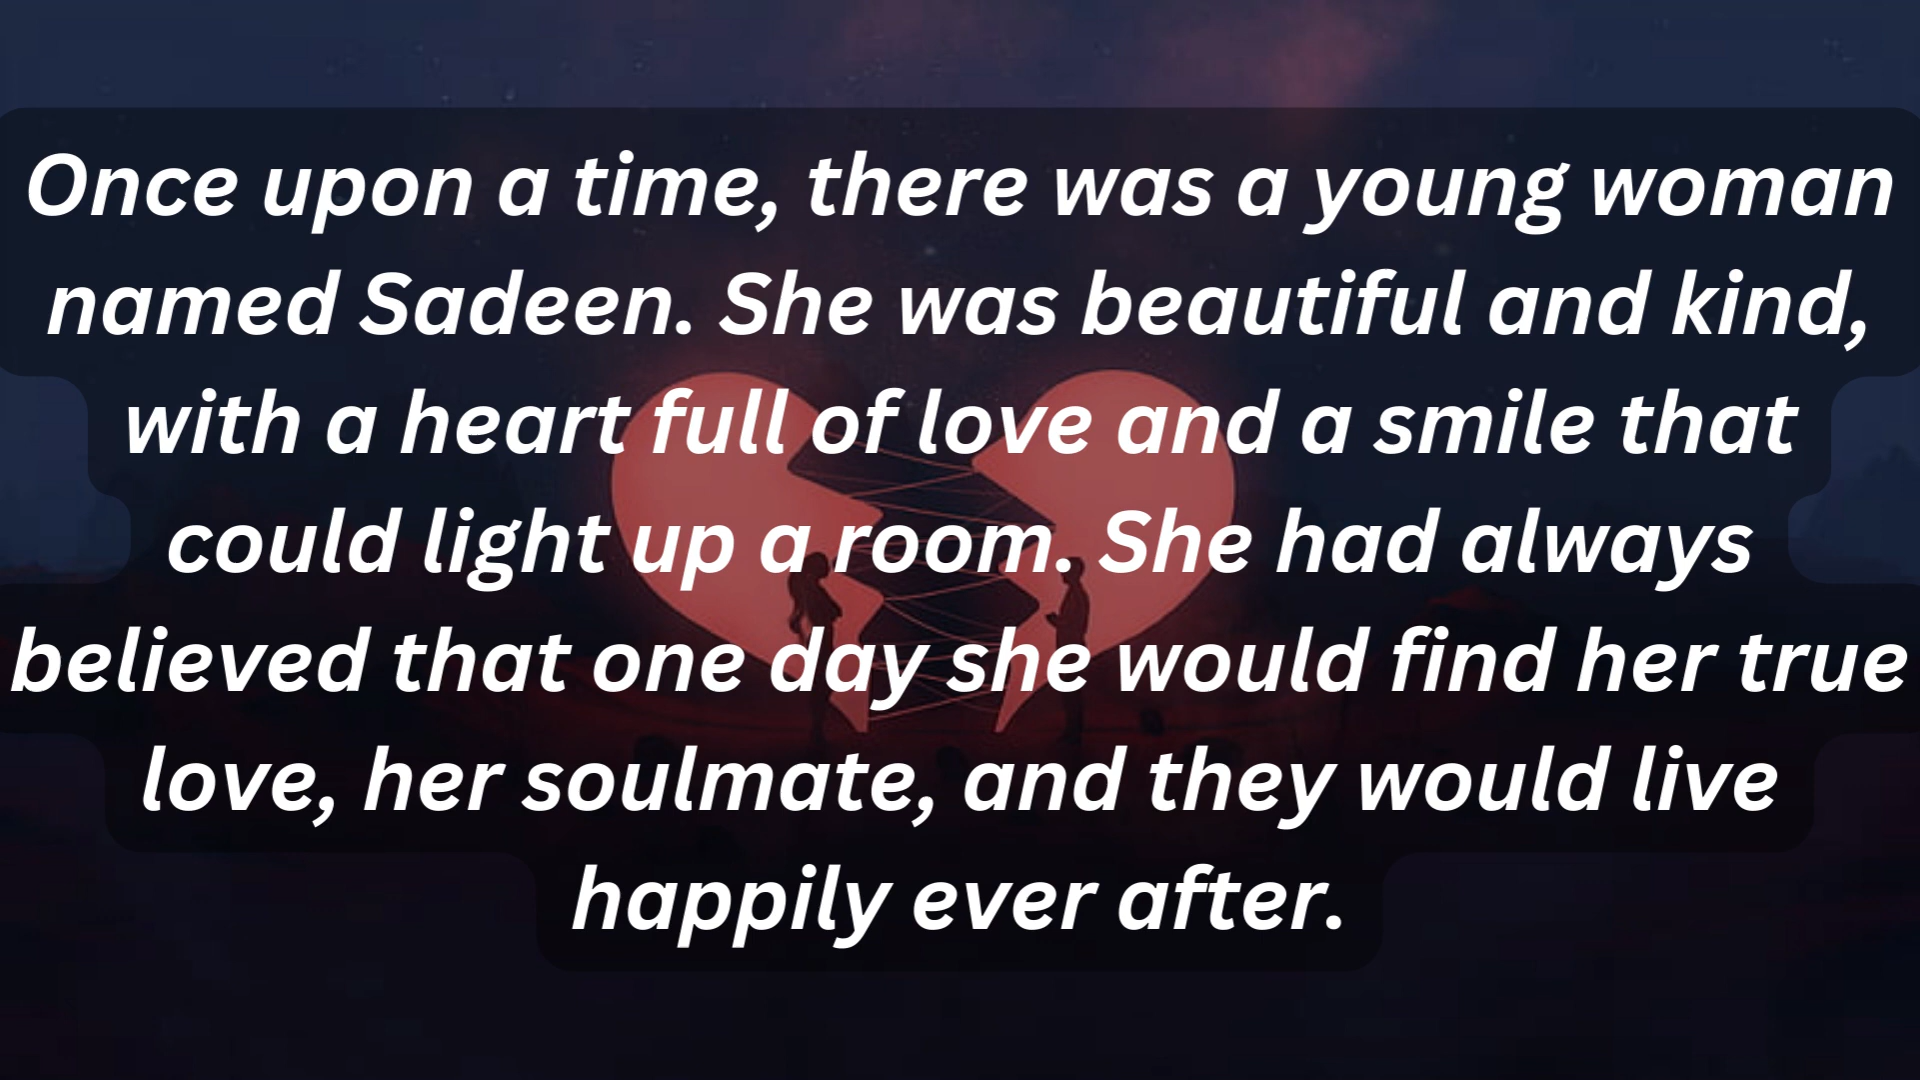 Once upon a time, there was a young woman
named Sadeen. She was beautiful and kind,
with a heart full of love and a smile that
could light up a room. She had always
believed that one day she would find her true
love, her soulmate, and they would live
happily ever after.